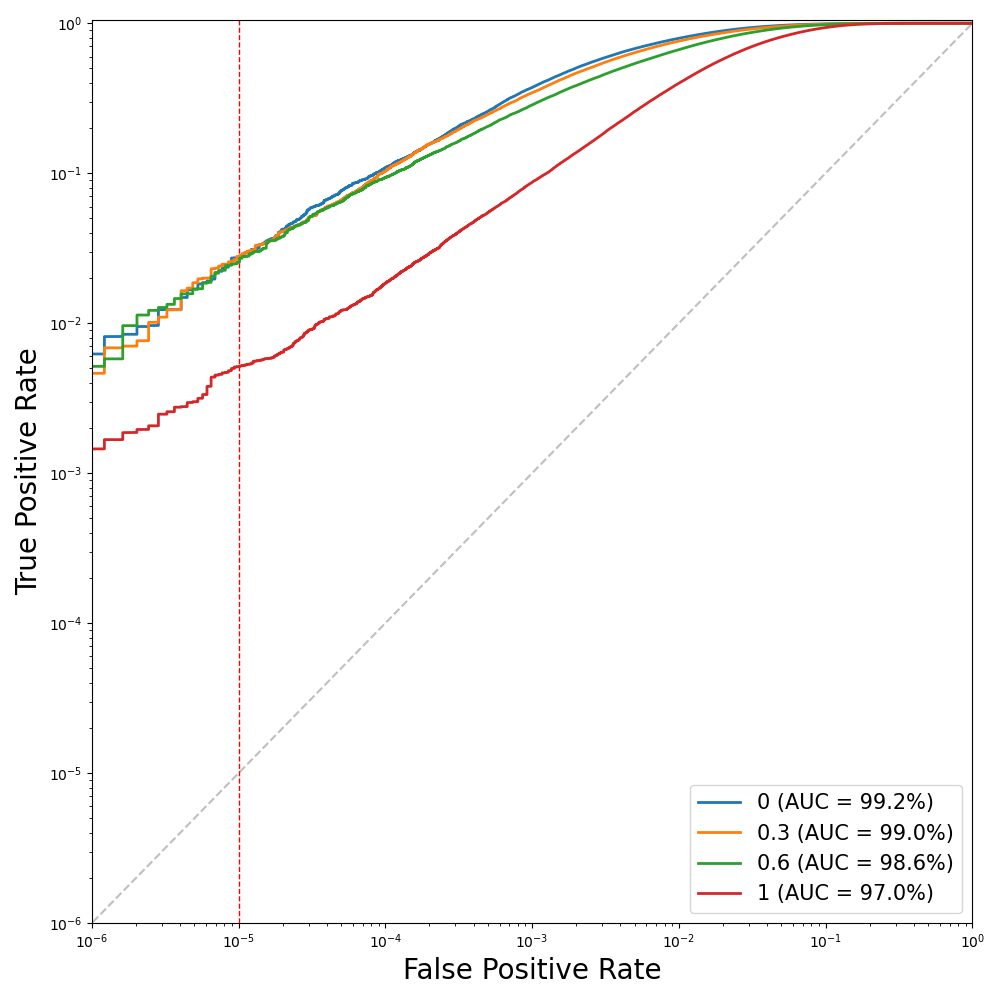 True Positive Rate
10⁰
10⁻¹
10⁻²
10⁻³
10⁻⁴
10⁻⁵
10⁻⁶
10⁻⁶ 10⁻⁵ 10⁻⁴ 10⁻³ 10⁻² 10⁻¹ 10⁰
False Positive Rate
0 (AUC = 99.2%)
0.3 (AUC = 99.0%)
0.6 (AUC = 98.6%)
1 (AUC = 97.0%)